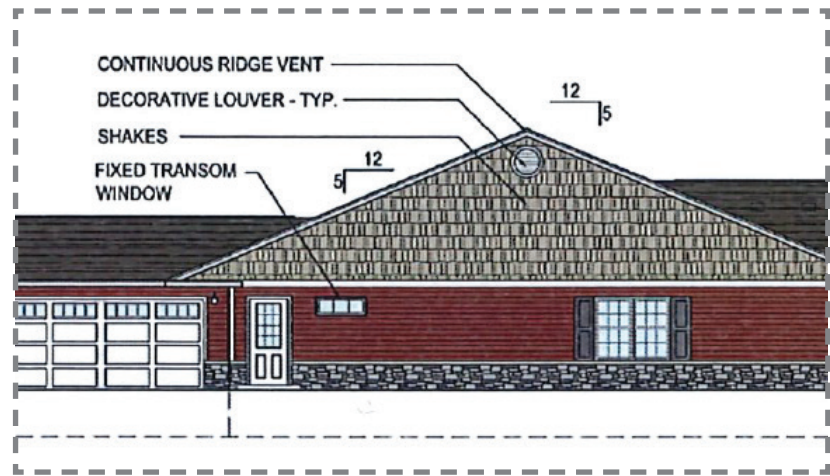 CONTINUOUS RIDGE VENT
DECORATIVE LOUVER - TYP.
SHAKES
FIXED TRANSOM
WINDOW
12
5
12
5